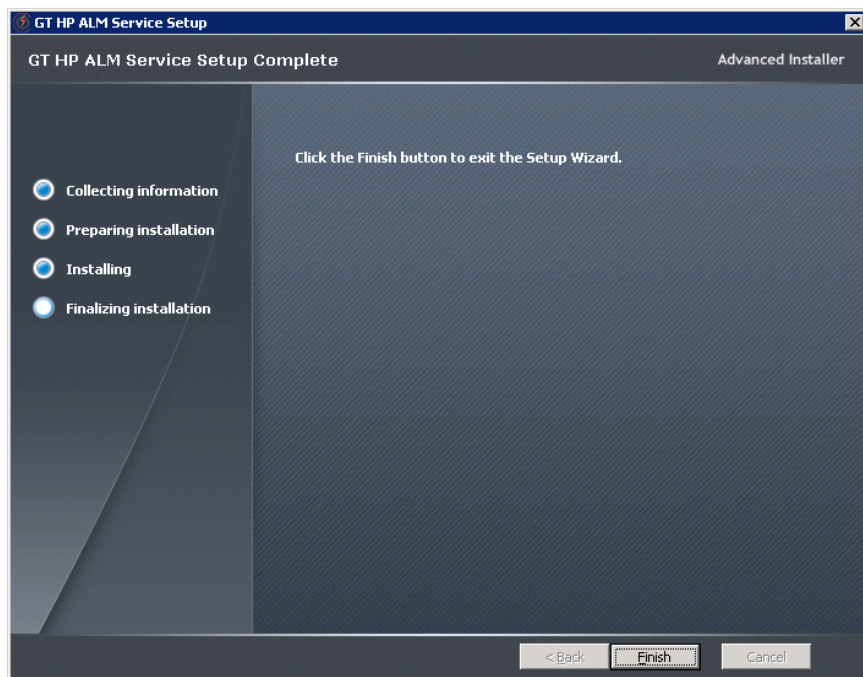 GT HP ALM Service Setup
GT HP ALM Service Setup Complete
Advanced Installer
Click the Finish button to exit the Setup Wizard.
Collecting information
Preparing installation
Installing
Finalizing installation
< Back
Finish
Cancel